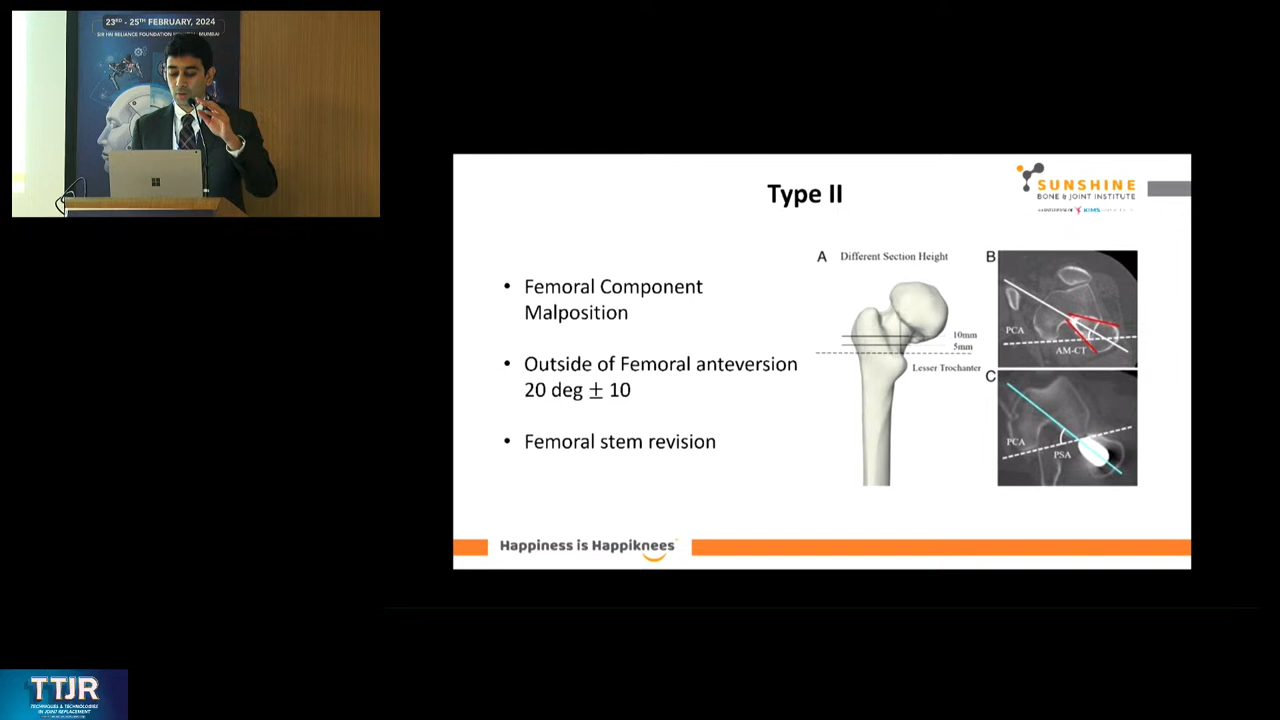 23RD - 25TH FEBRUARY, 2024
SIR HN RELIANCE FOUNDATION HOSPITAL, MUMBAI
Type II
SUNSHINE
BONE & JOINT INSTITUTE
KIMS
• Femoral Component
Malposition
• Outside of Femoral anteversion
20 deg ± 10
• Femoral stem revision
A Different Section Height
10mm
5mm
Lesser Trochanter
B
PCA
AM-CT
C
PCA
PSA
Happiness is Happiknees
TTJR
TECHNIQUES & TECHNOLOGIES
IN JOINT REPLACEMENT